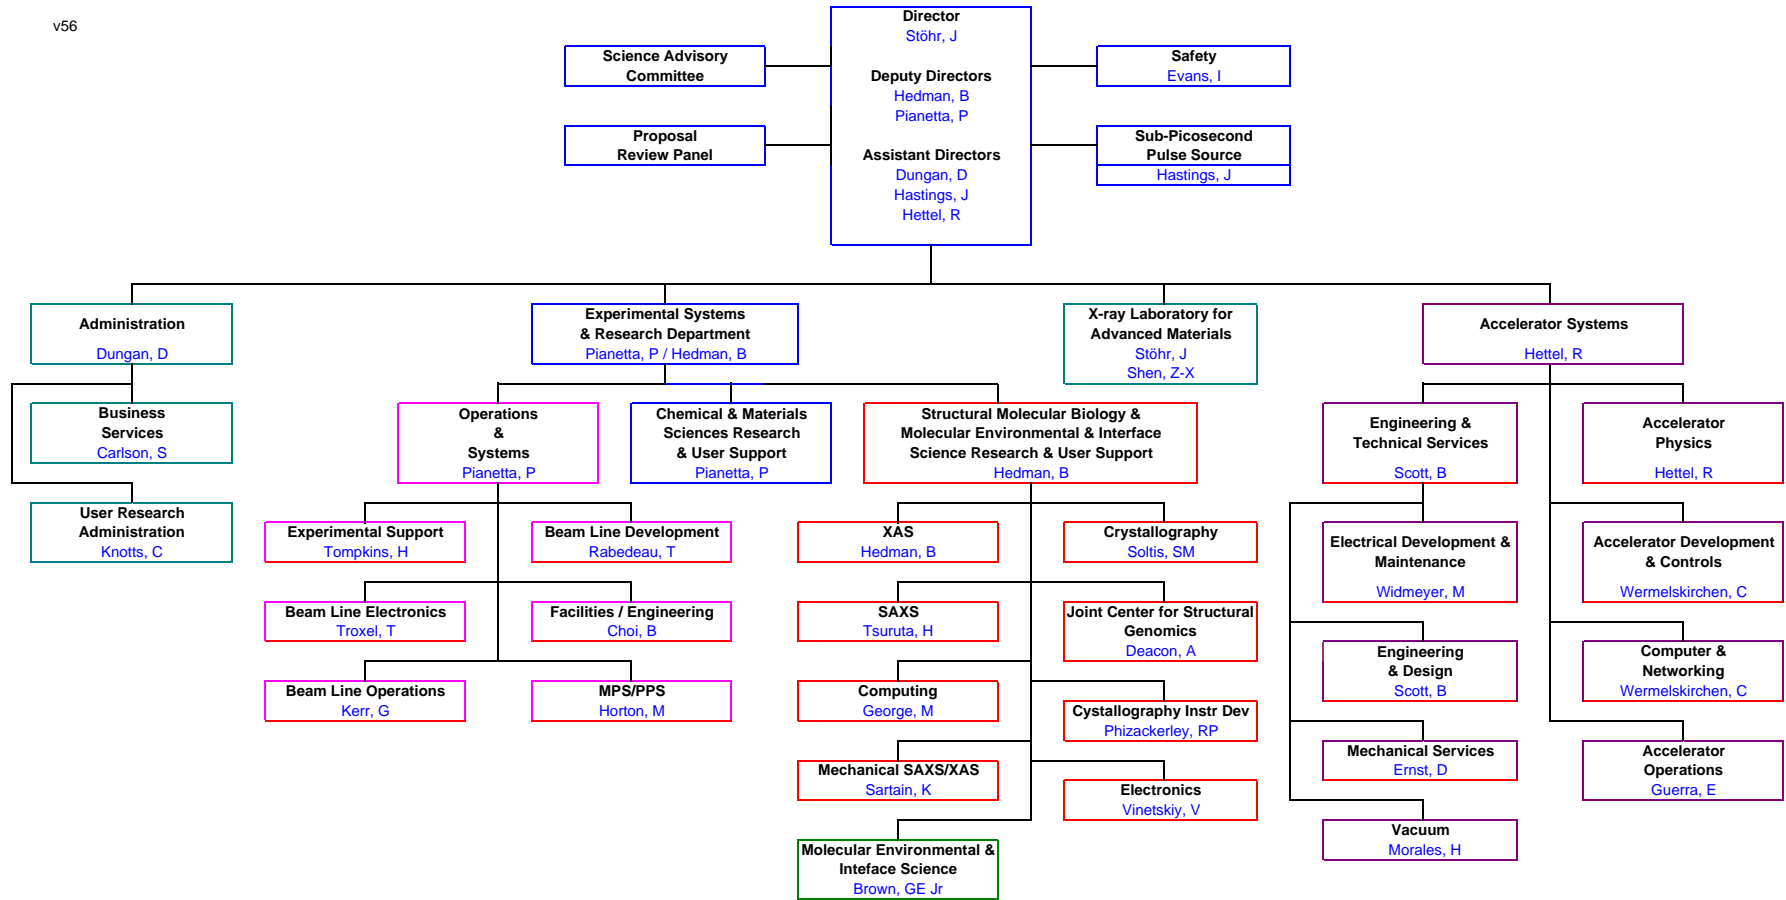 v56
Director
Stöhr, J
Deputy Directors
Hedman, B
Pianetta, P
Assistant Directors
Dungan, D
Hastings, J
Hettel, R
Science Advisory
Committee
Proposal
Review Panel
Safety
Evans, I
Sub-Picosecond
Pulse Source
Hastings, J
Administration
Dungan, D
Business
Services
Carlson, S
User Research
Administration
Knotts, C
Experimental Systems
& Research Department
Pianetta, P / Hedman, B
Operations
&
Systems
Pianetta, P
Experimental Support
Tompkins, H
Beam Line Development
Rabedeau, T
Beam Line Electronics
Troxel, T
Facilities / Engineering
Choi, B
Beam Line Operations
Kerr, G
MPS/PPS
Horton, M
Chemical & Materials
Sciences Research
& User Support
Pianetta, P
Structural Molecular Biology &
Molecular Environmental & Interface
Science Research & User Support
Hedman, B
XAS
Hedman, B
Crystallography
Soltis, SM
SAXS
Tsuruta, H
Joint Center for Structural
Genomics
Deacon, A
Computing
George, M
Cystallography Instr Dev
Phizackerley, RP
Mechanical SAXS/XAS
Sartain, K
Electronics
Vinetskiy, V
Molecular Environmental &
Inteface Science
Brown, GE Jr
X-ray Laboratory for
Advanced Materials
Stöhr, J
Shen, Z-X
Accelerator Systems
Hettel, R
Engineering &
Technical Services
Scott, B
Electrical Development &
Maintenance
Widmeyer, M
Engineering
& Design
Scott, B
Mechanical Services
Ernst, D
Vacuum
Morales, H
Accelerator
Physics
Hettel, R
Accelerator Development
& Controls
Wermelskirchen, C
Computer &
Networking
Wermelskirchen, C
Accelerator
Operations
Guerra, E